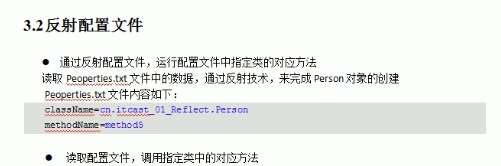 3.2反射配置文件
● 通过反射配置文件，运行配置文件中指定类的对应方法
读取 Peoperties.txt 文件中的数据，通过反射技术，来完成 Person 对象的创建
Peoperties.txt 文件内容如下：
className=cn.itcast_01_Reflect.Person
methodName=method5
● 读取配置文件，调用指定类中的对应方法